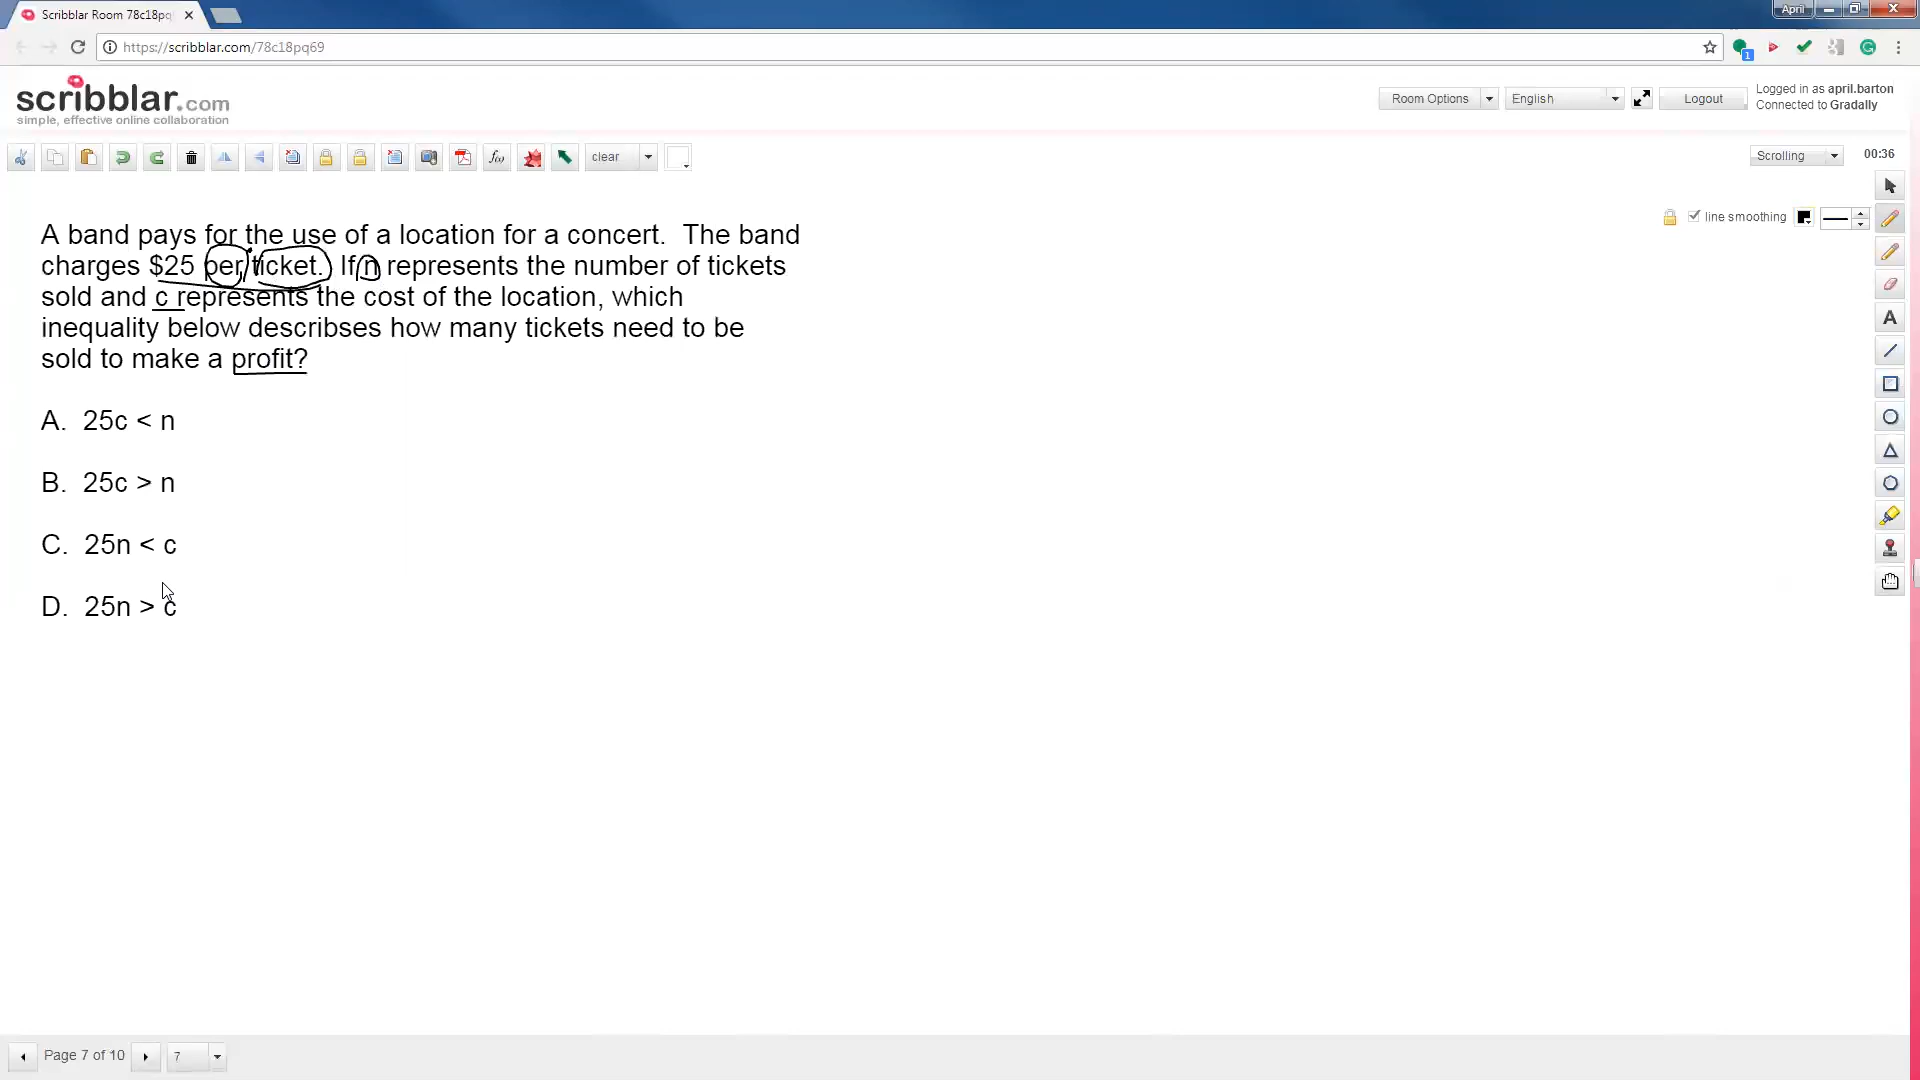 Scribblar Room 78c18pq
April
https://scribblar.com/78c18pq69
1
scribblar.com
simple, effective online collaboration
Room Options
English
Logout
Logged in as april.barton
Connected to Gradally
clear
Scrolling
00:36
line smoothing
A band pays for the use of a location for a concert. The band
charges $25 per ticket. If n represents the number of tickets
sold and c represents the cost of the location, which
inequality below describses how many tickets need to be
sold to make a profit?
A. 25c < n
B. 25c > n
C. 25n < c
D. 25n > c
A
Page 7 of 10
7